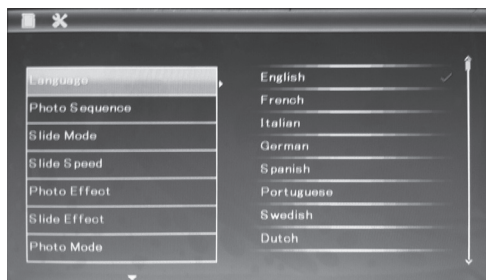 Language
Photo Sequence
Slide Mode
Slide Speed
Photo Effect
Slide Effect
Photo Mode
English
French
Italian
German
Spanish
Portuguese
Swedish
Dutch